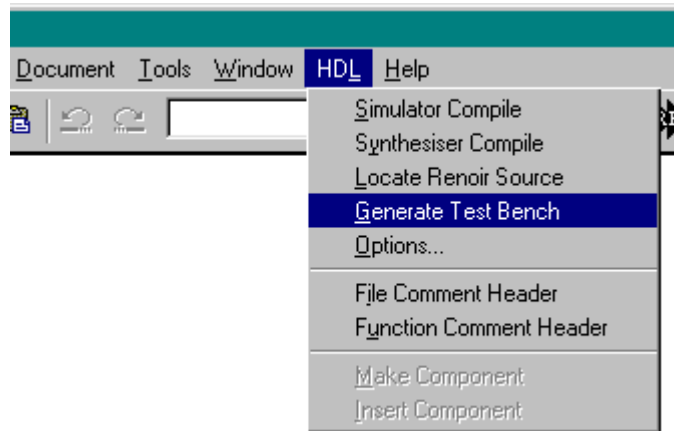 Document Tools Window HDL Help
Simulator Compile
Synthesiser Compile
Locate Renoir Source
Generate Test Bench
Options...
File Comment Header
Function Comment Header
Make Component
Insert Component